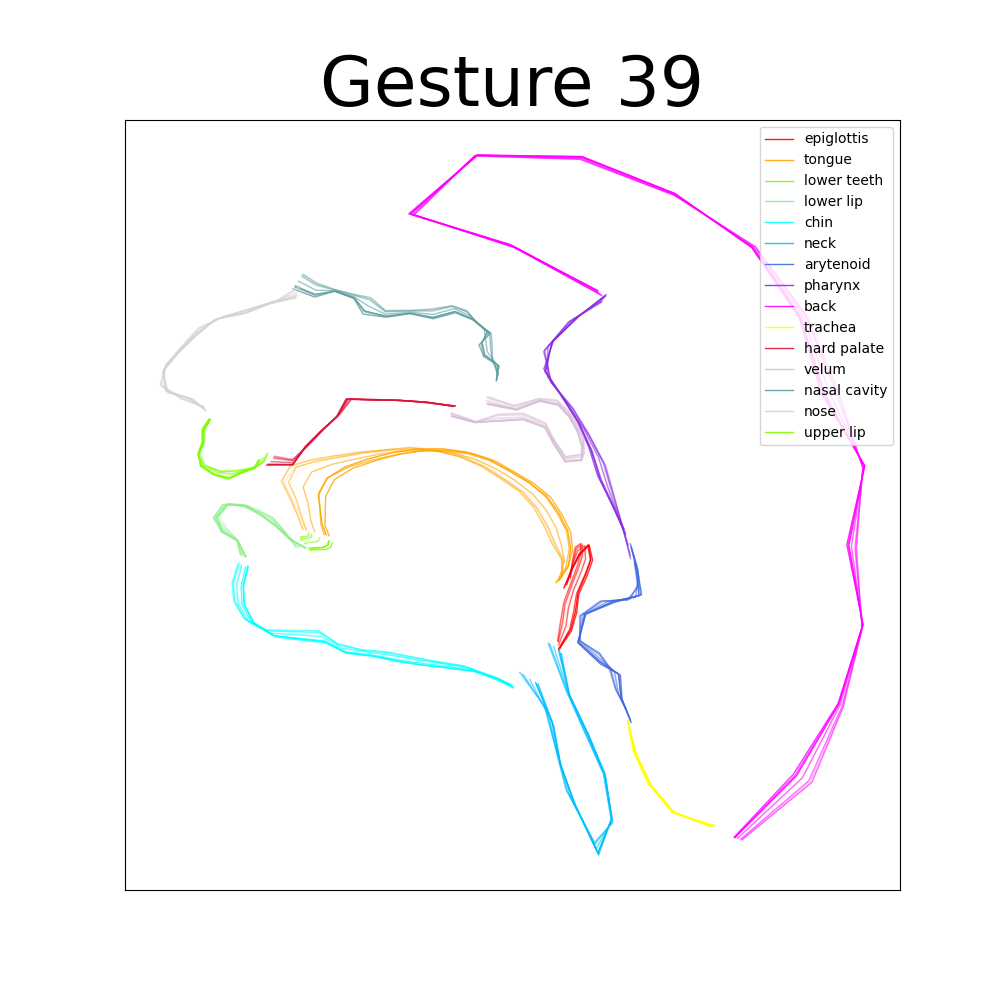 Gesture 39
epiglottis
tongue
lower teeth
lower lip
chin
neck
arytenoid
pharynx
back
trachea
hard palate
velum
nasal cavity
nose
upper lip